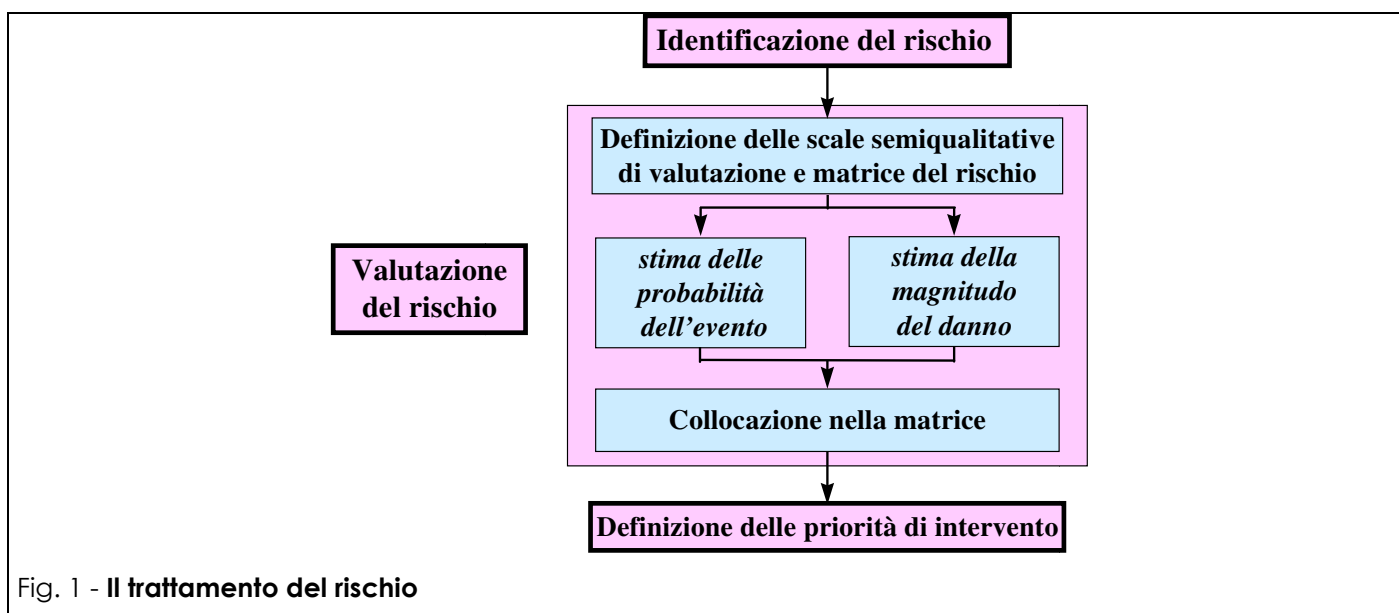 Identificazione del rischio
Definizione delle scale semiqualitative
di valutazione e matrice del rischio
Valutazione
del rischio
stima delle
probabilità
dell’evento
stima della
magnitudo
del danno
Collocazione nella matrice
Definizione delle priorità di intervento
Fig. 1 - Il trattamento del rischio